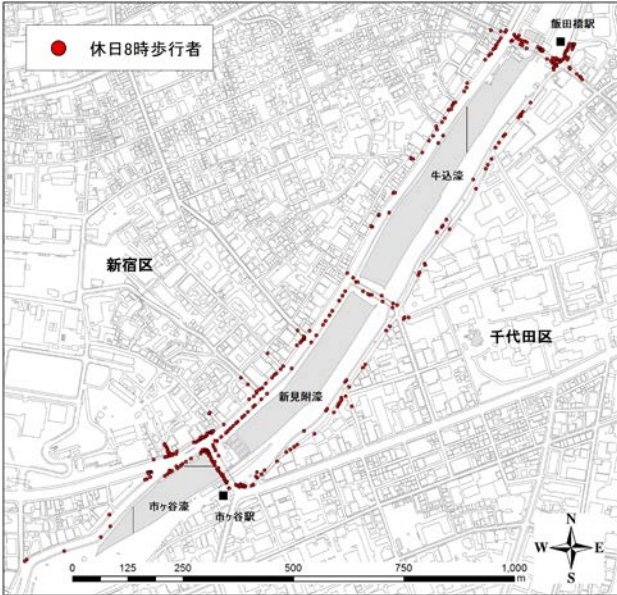 飯田橋駅
休日8時歩行者
牛込濠
新宿区
千代田区
新見附濠
市ヶ谷濠
市ヶ谷駅
N
W E
S
0 250 500 750 1,000
m